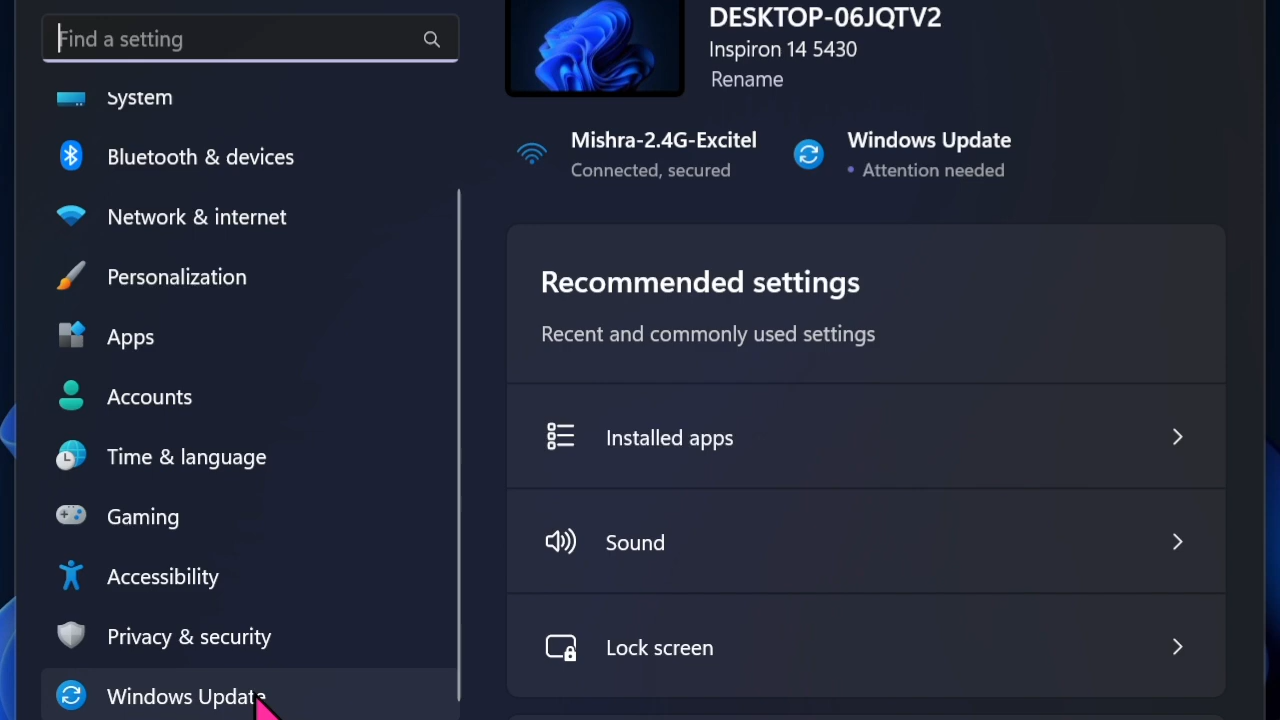 Find a setting
System
Bluetooth & devices
Network & internet
Personalization
Apps
Accounts
Time & language
Gaming
Accessibility
Privacy & security
Windows Update
DESKTOP-06JQTV2
Inspiron 14 5430
Rename
Mishra-2.4G-Excitel
Connected, secured
Windows Update
• Attention needed
Recommended settings
Recent and commonly used settings
Installed apps
Sound
Lock screen